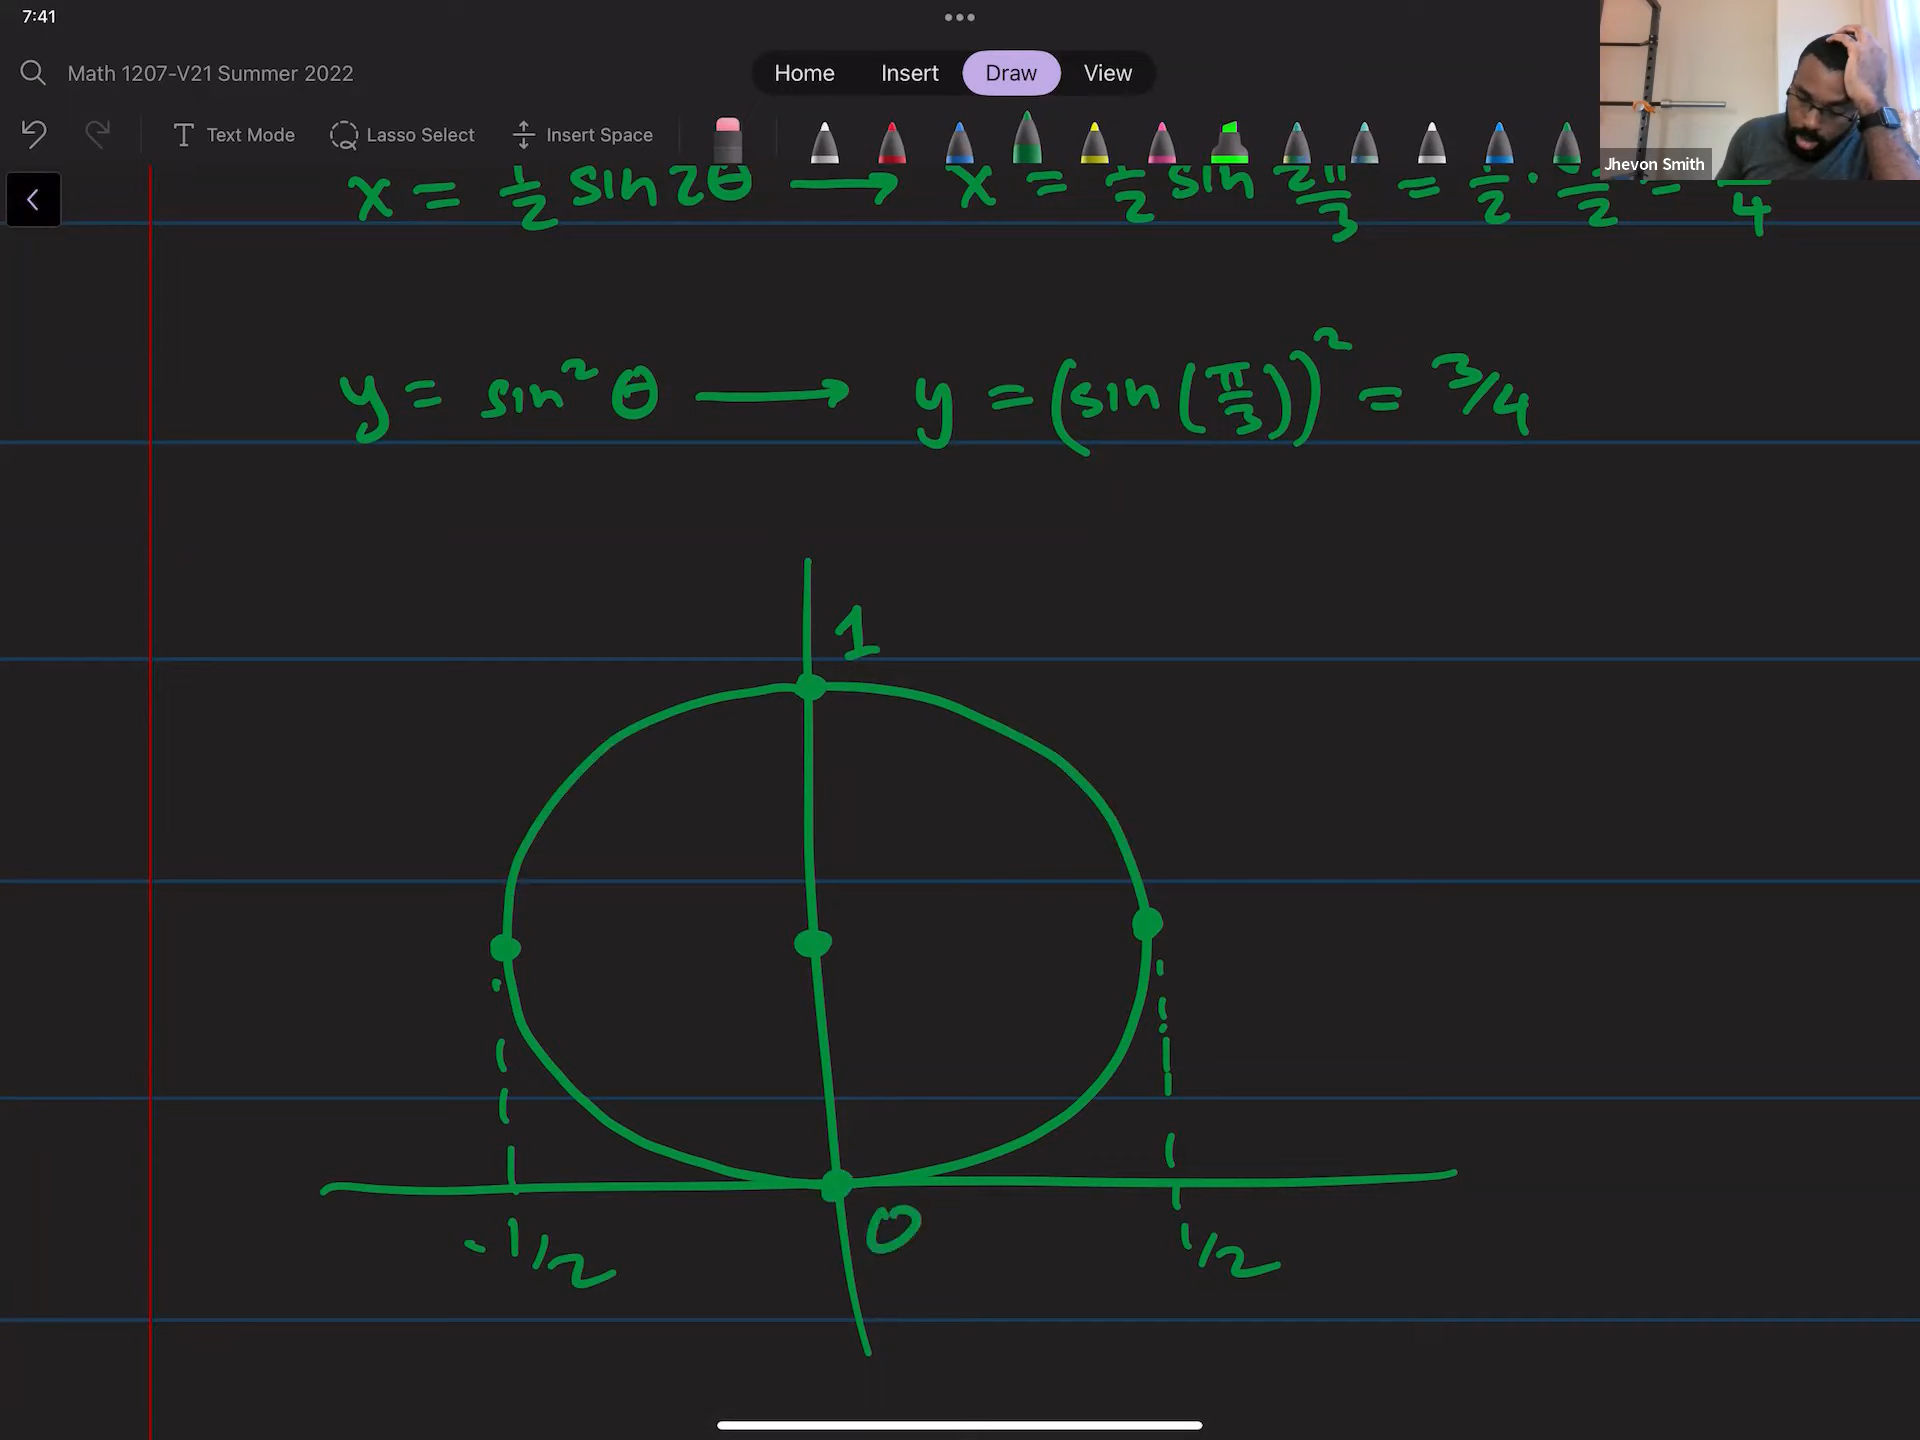 7:41
Math 1207-V21 Summer 2022
Home Insert Draw View
Text Mode Lasso Select Insert Space
Jhevon Smith
x = 1/2 sin 2θ → x = 1/2 sin 2π/3 = 1/2 ·
y = sin² θ → y = (sin(π/3))² = 3/4
1
0
-1/2
1/2